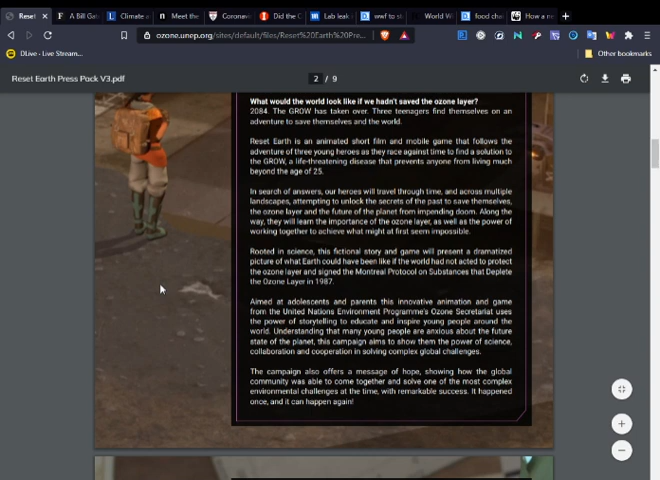 Reset
A Bill Gat
Climate a
Meet the
Coronav
Did the C
Lab leak
wwf to st
World W
food cha
How a ne
ozone.unep.org/sites/default/files/Reset%20Earth%20Pre...
DLive - Live Stream...
Other bookmarks
Reset Earth Press Pack V3.pdf
2 / 9
What would the world look like if we hadn't saved the ozone layer?
2084. The GROW has taken over. Three teenagers find themselves on an
adventure to save themselves and the world.
Reset Earth is an animated short film and mobile game that follows the
adventure of three young heroes as they race against time to find a solution to
the GROW, a life-threatening disease that prevents anyone from living much
beyond the age of 25.
In search of answers, our heroes will travel through time, and across multiple
landscapes, attempting to unlock the secrets of the past to save themselves,
the ozone layer and the future of the planet from impending doom. Along the
way, they will learn the importance of the ozone layer, as well as the power of
working together to achieve what might at first seem impossible.
Rooted in science, this fictional story and game will present a dramatized
picture of what Earth could have been like if the world had not acted to protect
the ozone layer and signed the Montreal Protocol on Substances that Deplete
the Ozone Layer in 1987.
Aimed at adolescents and parents this innovative animation and game
from the United Nations Environment Programme's Ozone Secretariat uses
the power of storytelling to educate and inspire young people around the
world. Understanding that many young people are anxious about the future
state of the planet, this campaign aims to show them the power of science,
collaboration and cooperation in solving complex global challenges.
The campaign also offers a message of hope, showing how the global
community was able to come together and solve one of the most complex
environmental challenges at the time, with remarkable success. It happened
once, and it can happen again!